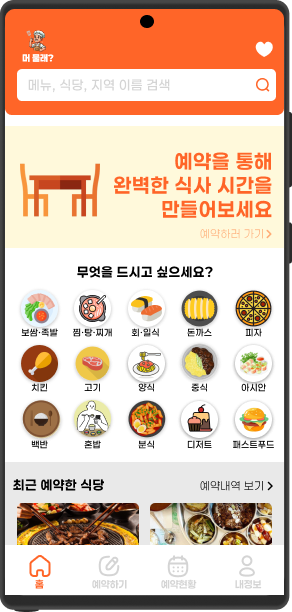 머 물래?
메뉴, 식당, 지역 이름 검색
예약을 통해
완벽한 식사 시간을
만들어보세요
예약하러 가기 >
무엇을 드시고 싶으세요?
보쌈·족발 찜·탕·찌개 회·일식 돈까스 피자
치킨 고기 양식 중식 아시안
백반 혼밥 분식 디저트 패스트푸드
최근 예약한 식당 예약내역 보기 >
홈 예약하기 예약현황 내정보